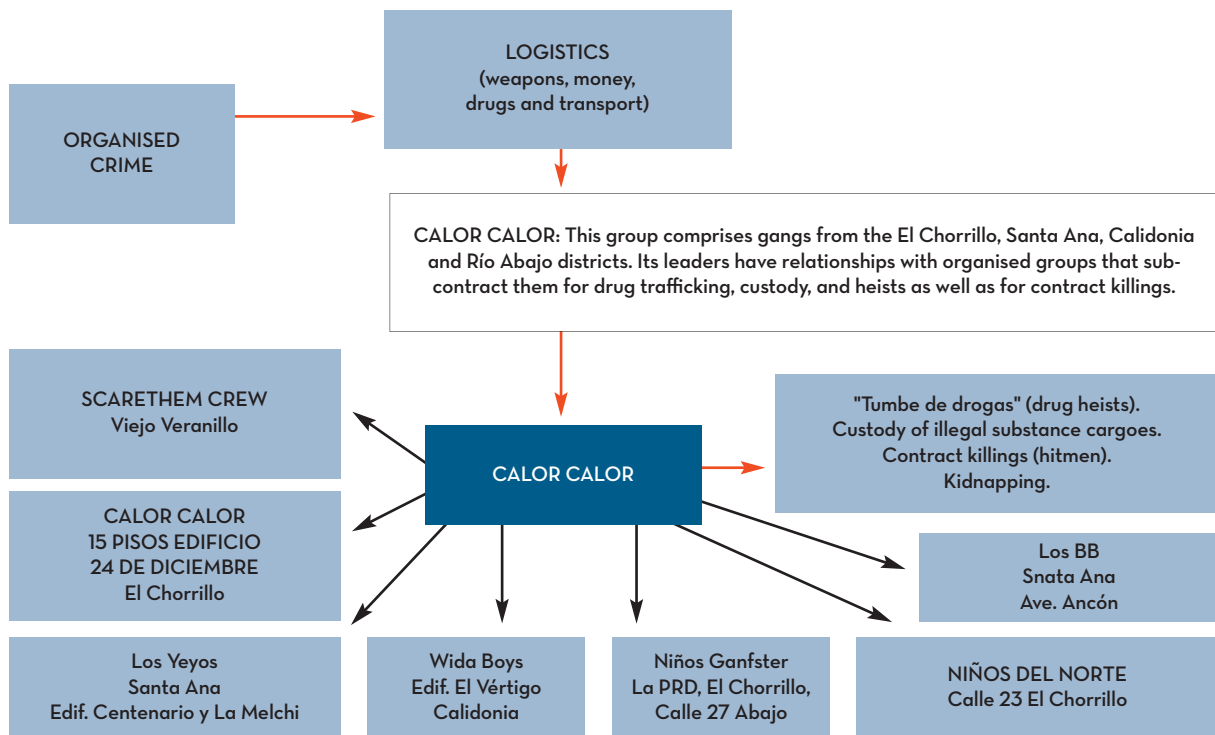 LOGISTICS
(weapons, money,
drugs and transport)
ORGANISED
CRIME
CALOR CALOR: This group comprises gangs from the El Chorrillo, Santa Ana, Calidonia
and Río Abajo districts. Its leaders have relationships with organised groups that sub-
contract them for drug trafficking, custody, and heists as well as for contract killings.
SCARETHEM CREW
Viejo Veranillo
"Tumbe de drogas" (drug heists).
Custody of illegal substance cargoes.
Contract killings (hitmen).
Kidnapping.
CALOR CALOR
CALOR CALOR
15 PISOS EDIFICIO
24 DE DICIEMBRE
El Chorrillo
Los BB
Snata Ana
Ave. Ancón
Los Yeyos
Santa Ana
Edif. Centenario y La Melchi
Wida Boys
Edif. El Vértigo
Calidonia
Niños Ganfster
La PRD, El Chorrillo,
Calle 27 Abajo
NIÑOS DEL NORTE
Calle 23 El Chorrillo